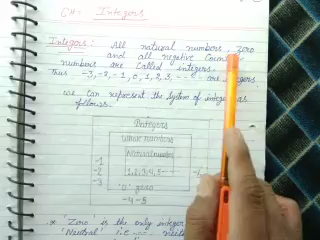 CH= Integers
Integers: All natural numbers, zero
and all negative Coun
numbers are called integers.
Thus -3,-2,-1, 0, 1, 2, 3, ---- are
we can represent the System of integers as
follows.
Integers
whole numbers
Natural numbers
-1
1,2,3,4,5--
-2
-3
'0' zero
-4 -5
* 'Zero' is the only integer
'Neutral' i.e --- neith